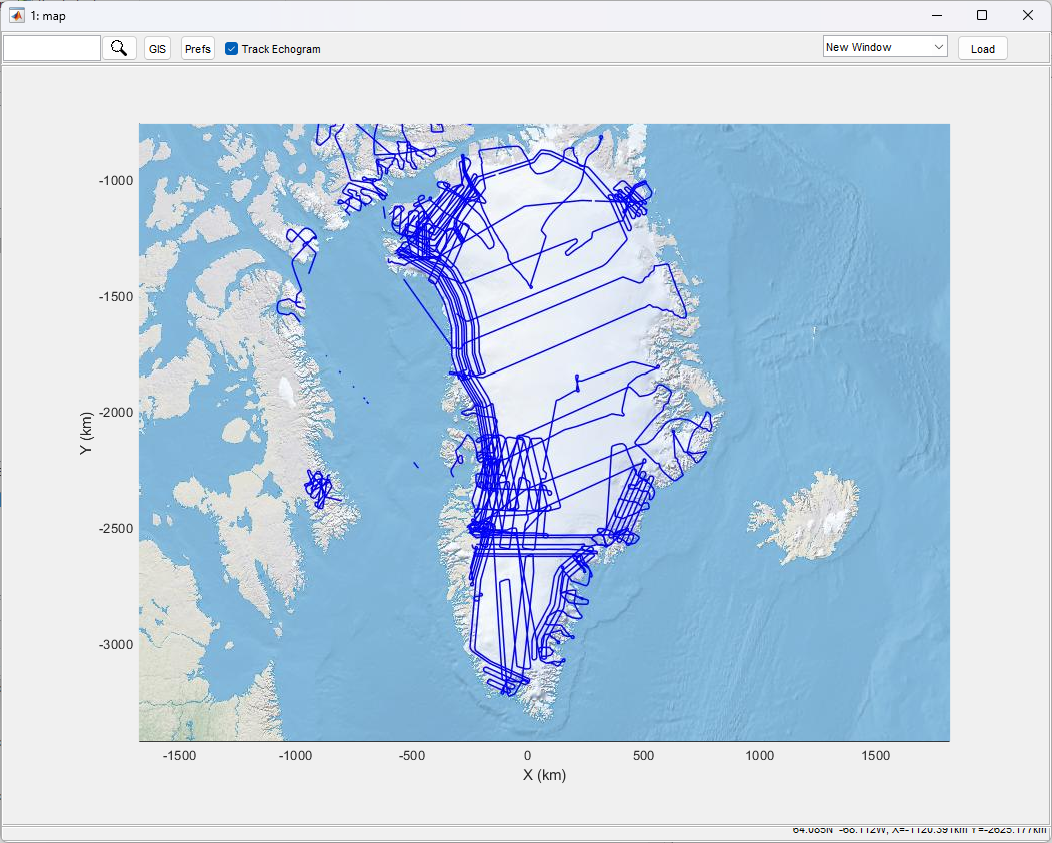 1: map
GIS Prefs Track Echogram New Window Load
-1000
-1500
-2000
-2500
-3000
Y (km)
-1500 -1000 -500 0 500 1000 1500
X (km)
64.085N -68.112W, X=-1120.391km Y=-2625.177km